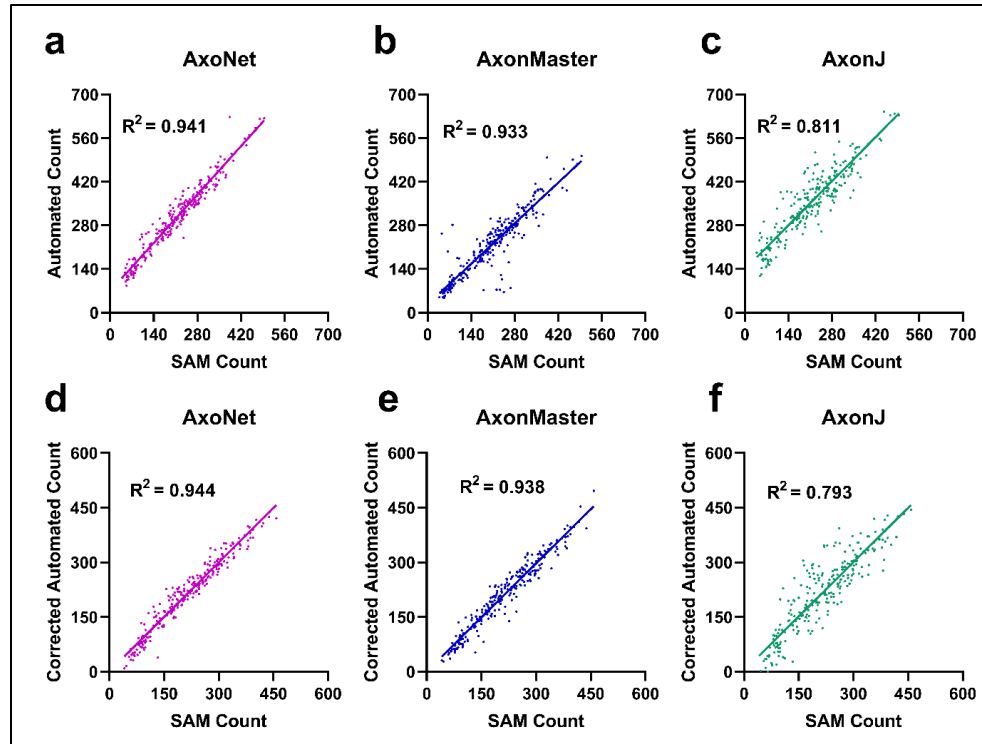 a
AxoNet
Automated Count
700
560
420
280
140
0
R² = 0.941
0 140 280 420 560 700
SAM Count
b
AxonMaster
Automated Count
700
560
420
280
140
0
R² = 0.933
0 140 280 420 560 700
SAM Count
c
AxonJ
Automated Count
700
560
420
280
140
0
R² = 0.811
0 140 280 420 560 700
SAM Count
d
AxoNet
Corrected Automated Count
600
450
300
150
0
R² = 0.944
0 150 300 450 600
SAM Count
e
AxonMaster
Corrected Automated Count
600
450
300
150
0
R² = 0.938
0 150 300 450 600
SAM Count
f
AxonJ
Corrected Automated Count
600
450
300
150
0
R² = 0.793
0 150 300 450 600
SAM Count